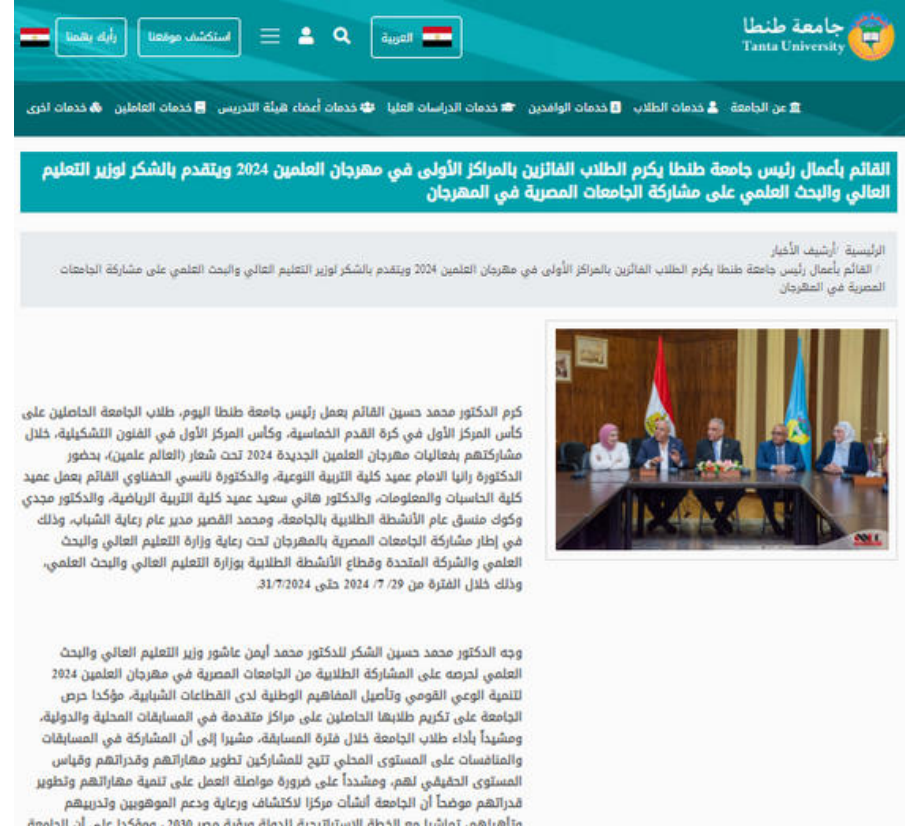 جامعة طنطا
Tanta University
العربية
استكشف موقعنا
رأيك يهمنا
عن الجامعة
خدمات الطلاب
خدمات الوافدين
خدمات الدراسات العليا
خدمات أعضاء هيئة التدريس
خدمات العاملين
خدمات اخرى
القائم بأعمال رئيس جامعة طنطا يكرم الطلاب الفائزين بالمراكز الأولى في مهرجان العلمين 2024 ويتقدم بالشكر لوزير التعليم
العالي والبحث العلمي على مشاركة الجامعات المصرية في المهرجان
الرئيسية /أرشيف الأخبار
/ القائم بأعمال رئيس جامعة طنطا يكرم الطلاب الفائزين بالمراكز الأولى في مهرجان العلمين 2024 ويتقدم بالشكر لوزير التعليم العالي والبحث العلمي على مشاركة الجامعات
المصرية في المهرجان
كرم الدكتور محمد حسين القائم بعمل رئيس جامعة طنطا اليوم، طلاب الجامعة الحاصلين على
كأس المركز الأول في كرة القدم الخماسية، وكأس المركز الأول في الفنون التشكيلية، خلال
مشاركتهم بفعاليات مهرجان العلمين الجديدة 2024 تحت شعار (العالم علمين)، بحضور
الدكتورة رانيا الامام عميد كلية التربية النوعية، والدكتورة نانسي الحفناوي القائم بعمل عميد
كلية الحاسبات والمعلومات، والدكتور هاني سعيد عميد كلية التربية الرياضية، والدكتور مجدي
وكوك منسق عام الأنشطة الطلابية بالجامعة، ومحمد القصير مدير عام رعاية الشباب، وذلك
في إطار مشاركة الجامعات المصرية بالمهرجان تحت رعاية وزارة التعليم العالي والبحث
العلمي والشركة المتحدة وقطاع الأنشطة الطلابية بوزارة التعليم العالي والبحث العلمي،
وذلك خلال الفترة من 29/ 7/ 2024 حتى 31/7/2024.
وجه الدكتور محمد حسين الشكر للدكتور محمد أيمن عاشور وزير التعليم العالي والبحث
العلمي لحرصه على المشاركة الطلابية من الجامعات المصرية في مهرجان العلمين 2024
لتنمية الوعي القومي وتأصيل المفاهيم الوطنية لدى القطاعات الشبابية، مؤكدا حرص
الجامعة على تكريم طلابها الحاصلين على مراكز متقدمة في المسابقات المحلية والدولية،
ومشيداً بأداء طلاب الجامعة خلال فترة المسابقة، مشيرا إلى أن المشاركة في المسابقات
والمنافسات على المستوى المحلي تتيح للمشاركين تطوير مهاراتهم وقدراتهم وقياس
المستوى الحقيقي لهم، ومشدداً على ضرورة مواصلة العمل على تنمية مهاراتهم وتطوير
قدراتهم موضحاً أن الجامعة أنشأت مركزا لاكتشاف ورعاية ودعم الموهوبين وتدريبهم
وتأهيلهم، تماشيا مع الخطة الاستراتيجية للدولة ورؤية مصر 2030، ومؤكدا على أن الجامعة